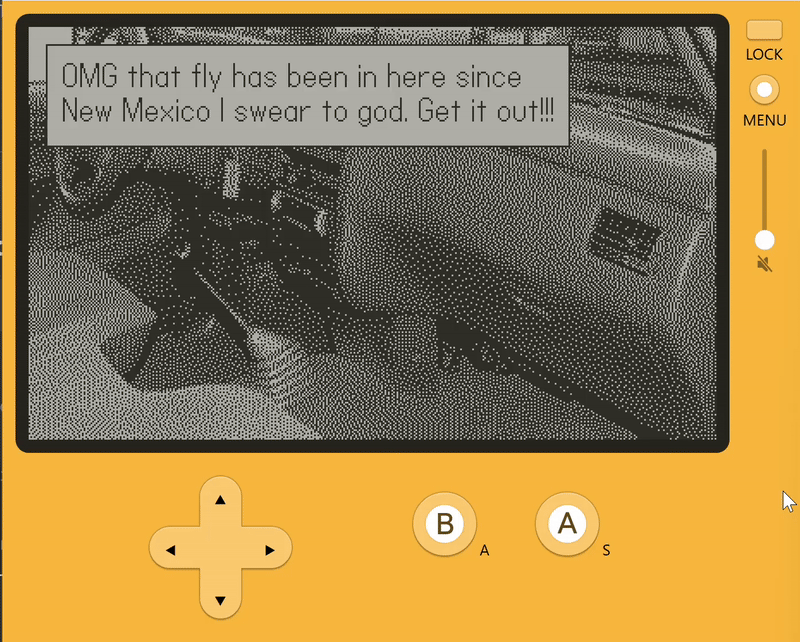 OMG that fly has been in here since
New Mexico I swear to god. Get it out!!!
LOCK
MENU
B
A
A
S